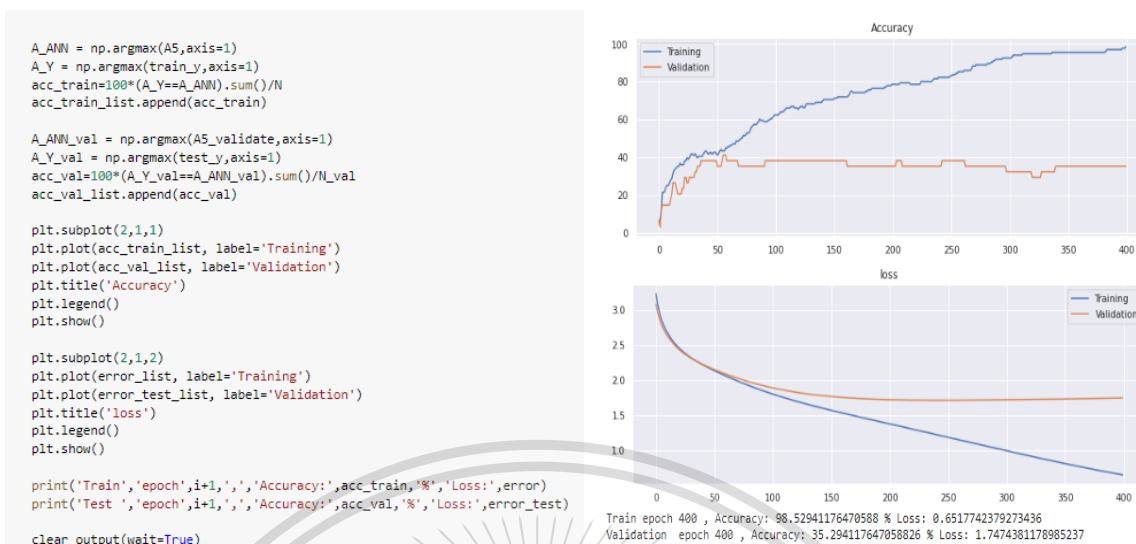 A_ANN = np.argmax(A5,axis=1)
A_Y = np.argmax(train_y,axis=1)
acc_train=100*(A_Y==A_ANN).sum()/N
acc_train_list.append(acc_train)
A_ANN_val = np.argmax(A5_validate,axis=1)
A_Y_val = np.argmax(test_y,axis=1)
acc_val=100*(A_Y_val==A_ANN_val).sum()/N_val
acc_val_list.append(acc_val)
plt.subplot(2,1,1)
plt.plot(acc_train_list, label='Training')
plt.plot(acc_val_list, label='Validation')
plt.title('Accuracy')
plt.legend()
plt.show()
plt.subplot(2,1,2)
plt.plot(error_list, label='Training')
plt.plot(error_test_list, label='Validation')
plt.title('loss')
plt.legend()
plt.show()
print('Train','epoch',i+1,',','Accuracy:',acc_train,'%','Loss:',error)
print('Test ','epoch',i+1,',','Accuracy:',acc_val,'%','Loss:',error_test)
clear_output(wait=True)
Accuracy
Training
Validation
100
80
60
40
20
0
0 50 100 150 200 250 300 350 400
loss
Training
Validation
3.0
2.5
2.0
1.5
1.0
0 50 100 150 200 250 300 350 400
Train epoch 400 , Accuracy: 98.52941176470588 % Loss: 0.6517742379273436
Validation  epoch 400 , Accuracy: 35.294117647058826 % Loss: 1.7474381178985237